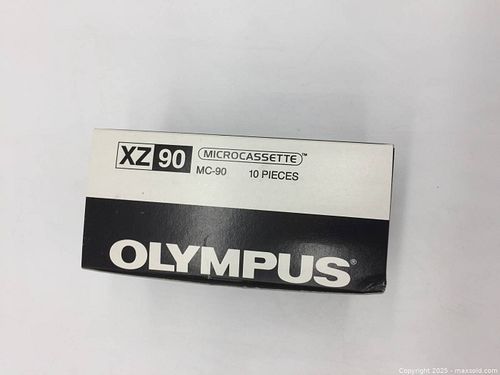 XZ 90 MICROCASSETTE™
MC-90 10 PIECES
OLYMPUS®
Copyright 2025 - maxsold.com